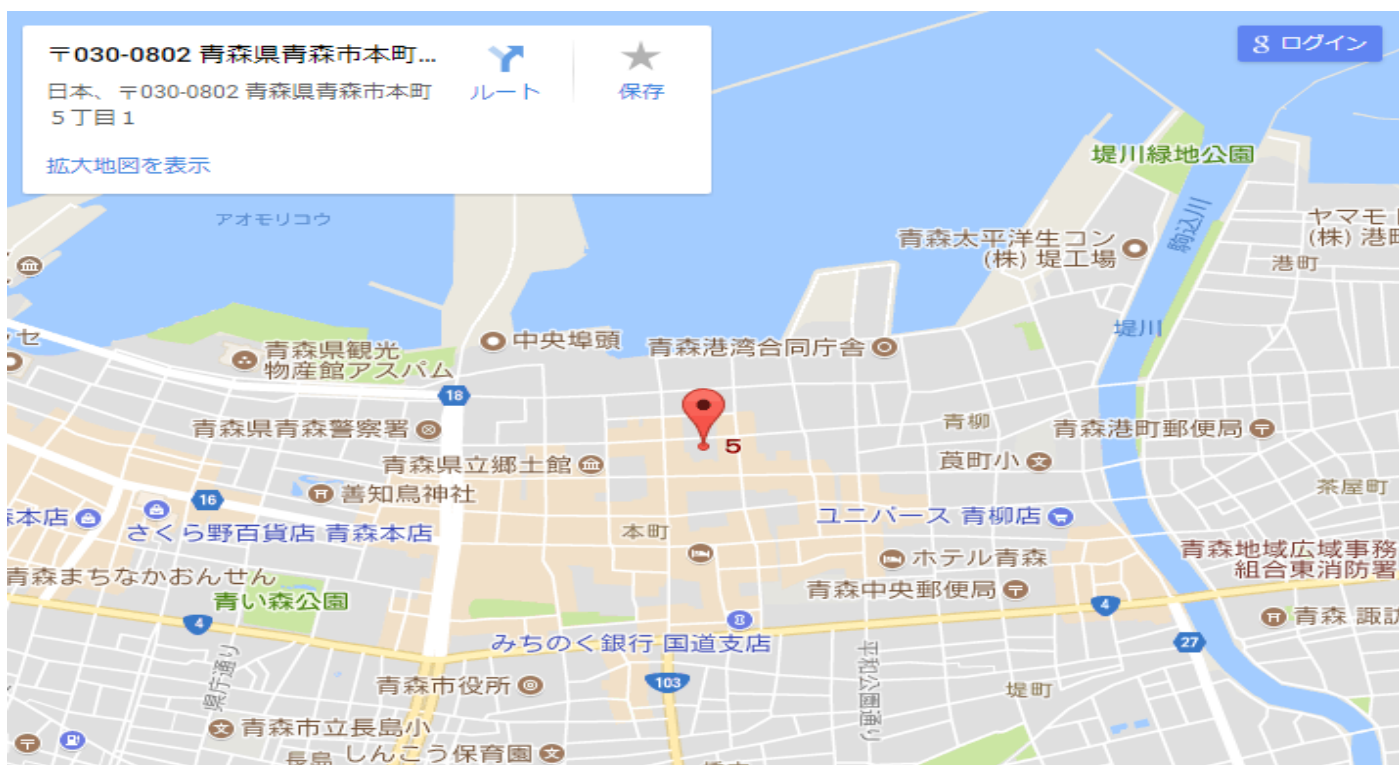 〒030-0802 青森県青森市本町...
日本、〒030-0802 青森県青森市本町
５丁目１
ルート
保存
拡大地図を表示
ログイン
堤川緑地公園
アオモリコウ
駒込川
ヤマモ
(株) 港町
青森太平洋生コン
(株) 堤工場
港町
堤川
セ
中央埠頭
青森港湾合同庁舎
青森県観光
物産館アスパム
18
青森県青森警察署
5
青柳
青森港町郵便局
青森県立郷土館
莨町小
善知鳥神社
16
茶屋町
森本店
さくら野百貨店 青森本店
本町
ユニバース 青柳店
ホテル青森
青森地域広域事務
組合東消防署
青森まちなかおんせん
青い森公園
青森中央郵便局
4
4
青森 諏訪
みちのく銀行 国道支店
27
県庁通り
平和公園通り
青森市役所
103
堤町
青森市立長島小
長島
しんこう保育園